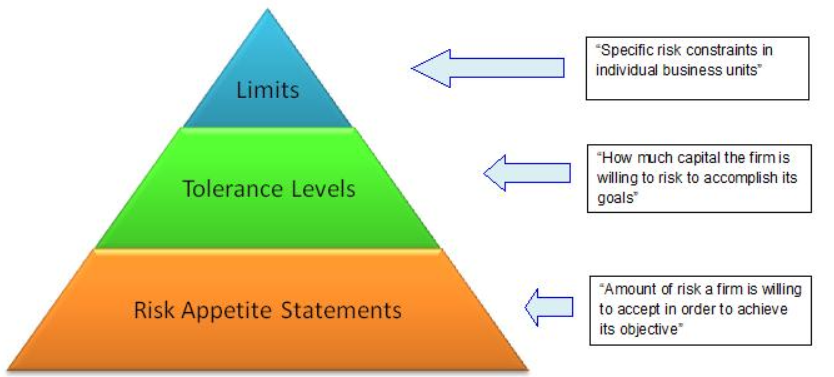 Limits
“Specific risk constraints in
individual business units”
Tolerance Levels
“How much capital the firm is
willing to risk to accomplish its
goals”
Risk Appetite Statements
“Amount of risk a firm is willing
to accept in order to achieve
its objective”